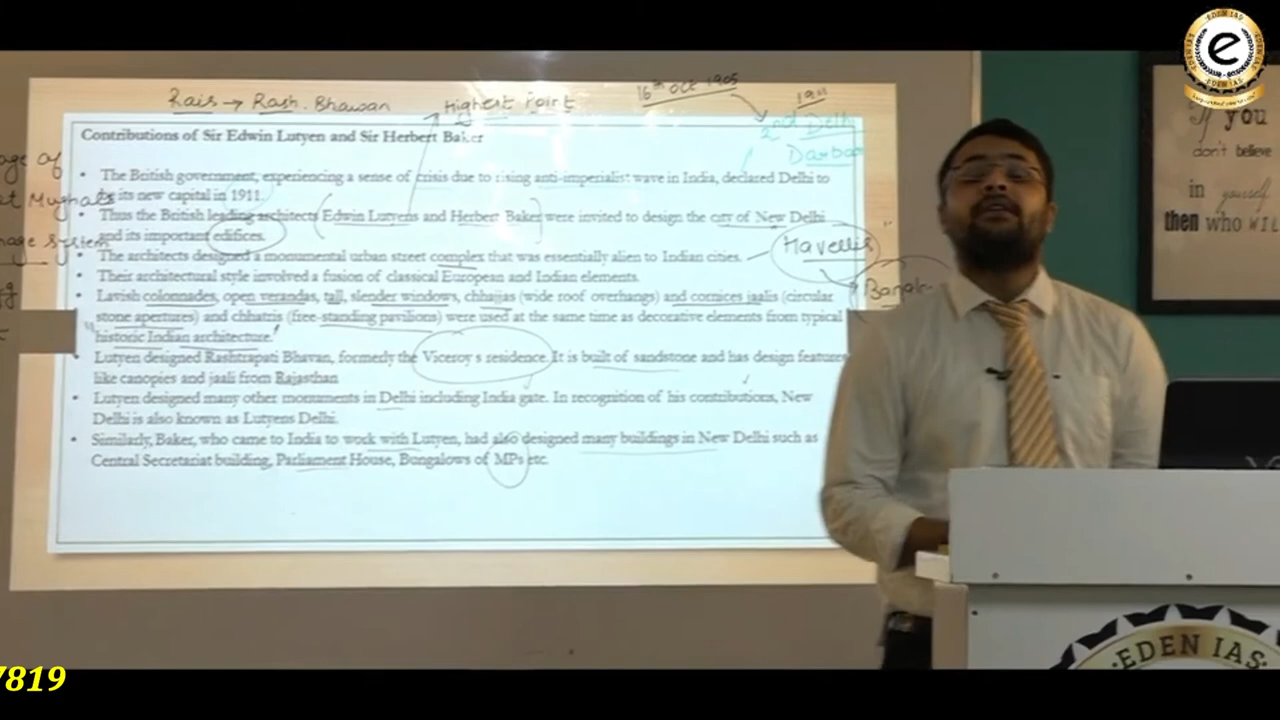 EDEN IAS
e
Rais → Rash. Bhawan
Highest Point
16th Oct 1905
1911
2nd Delhi
Darbaar
Contributions of Sir Edwin Lutyen and Sir Herbert Baker
• The British government, experiencing a sense of crisis due to rising anti-imperialist wave in India, declared Delhi to
be its new capital in 1911.
• Thus the British leading architects (Edwin Lutyens and Herbert Baker) were invited to design the city of New Delhi
and its important edifices.
• The architects designed a monumental urban street complex that was essentially alien to Indian cities.
Havellis
• Their architectural style involved a fusion of classical European and Indian elements.
• Lavish colonnades, open verandas, tall, slender windows, chhajjas (wide roof overhangs) and cornices jaalis (circular
stone apertures) and chhatris (free-standing pavilions) were used at the same time as decorative elements from typical
historic Indian architecture.
• Lutyen designed Rashtrapati Bhavan, formerly the Viceroy s residence. It is built of sandstone and has design features
like canopies and jaali from Rajasthan
• Lutyen designed many other monuments in Delhi including India gate. In recognition of his contributions, New
Delhi is also known as Lutyens Delhi.
• Similarly, Baker, who came to India to work with Lutyen, had also designed many buildings in New Delhi such as
Central Secretariat building, Parliament House, Bungalows of MPs etc.
If you
don't believe
in yourself
then who WIL
EDEN IAS
7819